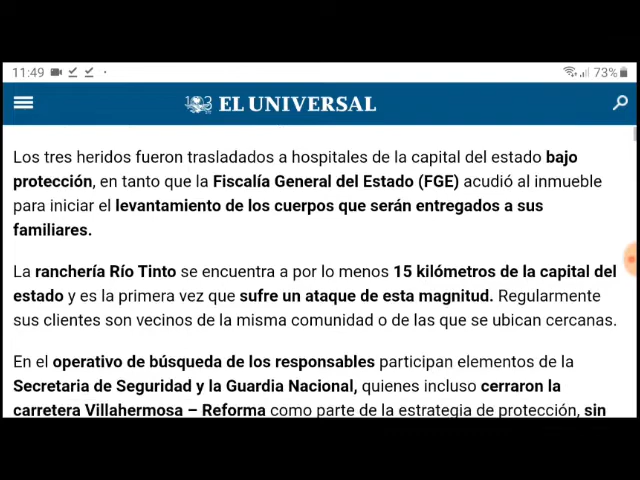 11:49
73%
EL UNIVERSAL
Los tres heridos fueron trasladados a hospitales de la capital del estado bajo
protección, en tanto que la Fiscalía General del Estado (FGE) acudió al inmueble
para iniciar el levantamiento de los cuerpos que serán entregados a sus
familiares.
La ranchería Río Tinto se encuentra a por lo menos 15 kilómetros de la capital del
estado y es la primera vez que sufre un ataque de esta magnitud. Regularmente
sus clientes son vecinos de la misma comunidad o de las que se ubican cercanas.
En el operativo de búsqueda de los responsables participan elementos de la
Secretaria de Seguridad y la Guardia Nacional, quienes incluso cerraron la
carretera Villahermosa – Reforma como parte de la estrategia de protección, sin